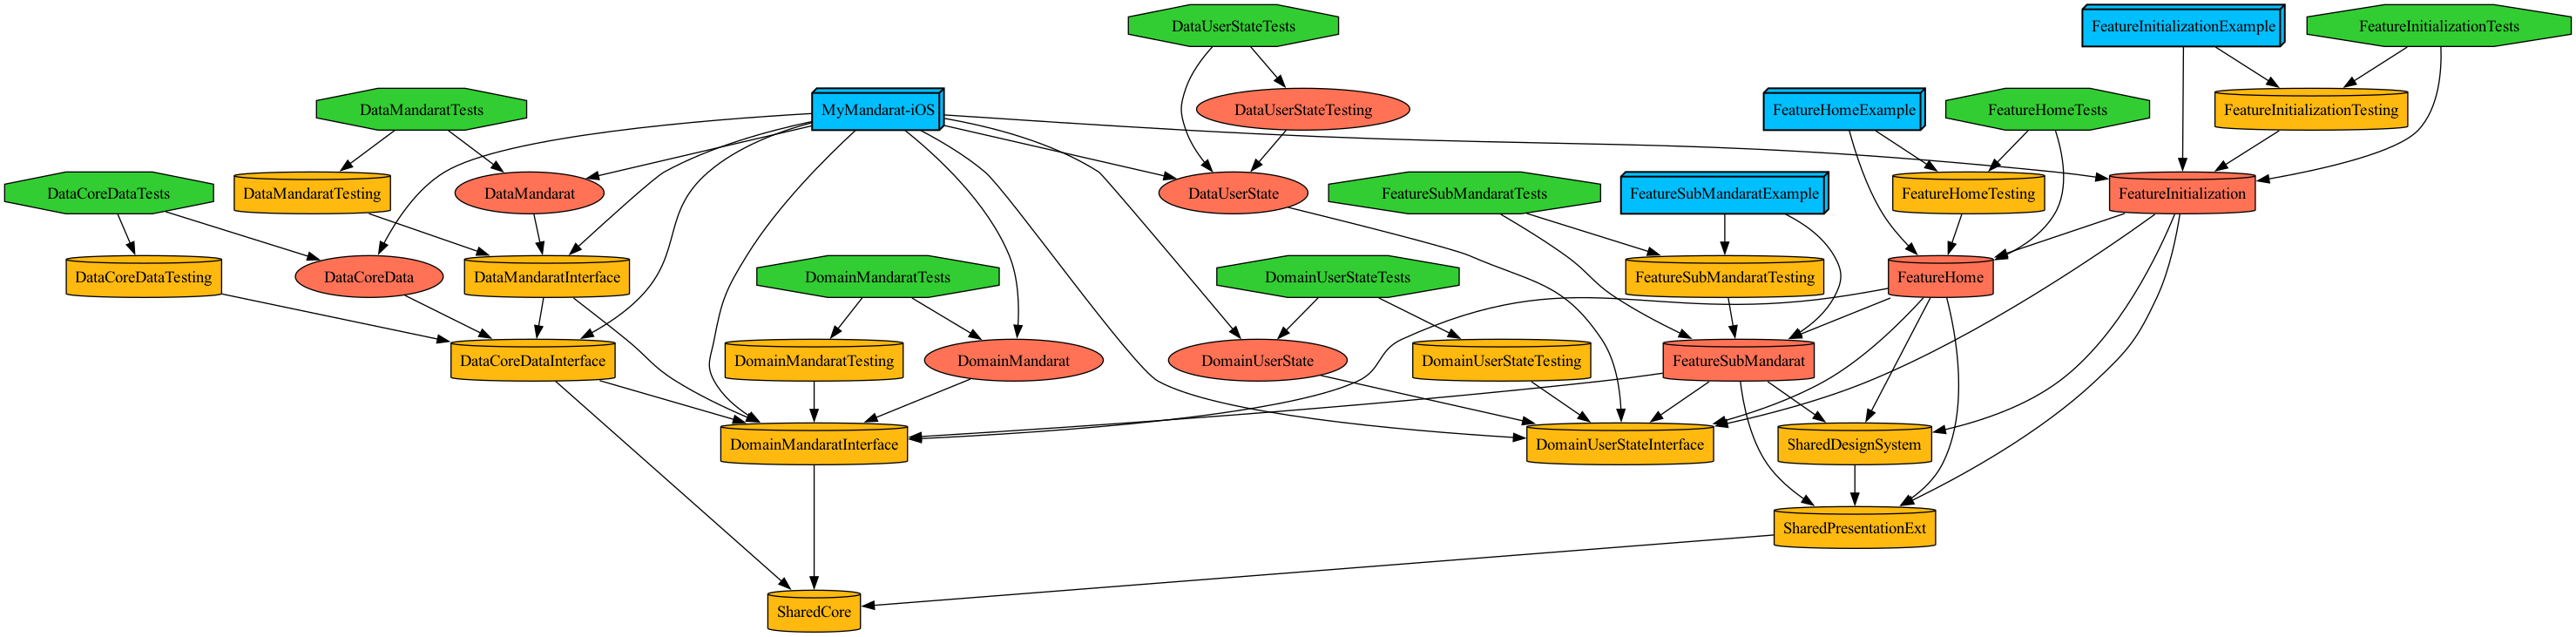 DataUserStateTests
FeatureInitializationExample
FeatureInitializationTests
DataMandaratTests
MyMandarat-iOS
DataUserStateTesting
FeatureHomeExample
FeatureHomeTests
FeatureInitializationTesting
DataCoreDataTests
DataMandaratTesting
DataMandarat
DataUserState
FeatureSubMandaratTests
FeatureSubMandaratExample
FeatureHomeTesting
FeatureInitialization
DataCoreDataTesting
DataCoreData
DataMandaratInterface
DomainMandaratTests
DomainUserStateTests
FeatureSubMandaratTesting
FeatureHome
DataCoreDataInterface
DomainMandaratTesting
DomainMandarat
DomainUserState
DomainUserStateTesting
FeatureSubMandarat
DomainMandaratInterface
DomainUserStateInterface
SharedDesignSystem
SharedPresentationExt
SharedCore